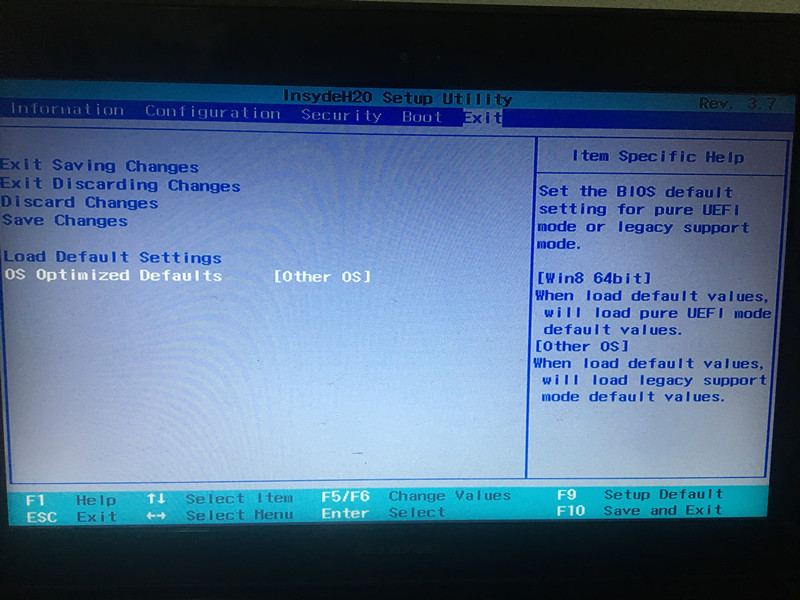 InsydeH20 Setup Utility
Rev. 3.7
Information Configuration Security Boot Exit
Exit Saving Changes
Exit Discarding Changes
Discard Changes
Save Changes
Load Default Settings
OS Optimized Defaults [Other OS]
Item Specific Help
Set the BIOS default
setting for pure UEFI
mode or legacy support
mode.
[Win8 64bit]
When load default values,
will load pure UEFI mode
default values.
[Other OS]
When load default values,
will load legacy support
mode default values.
F1 Help ↑↓ Select Item F5/F6 Change Values F9 Setup Default
ESC Exit ↔ Select Menu Enter Select F10 Save and Exit